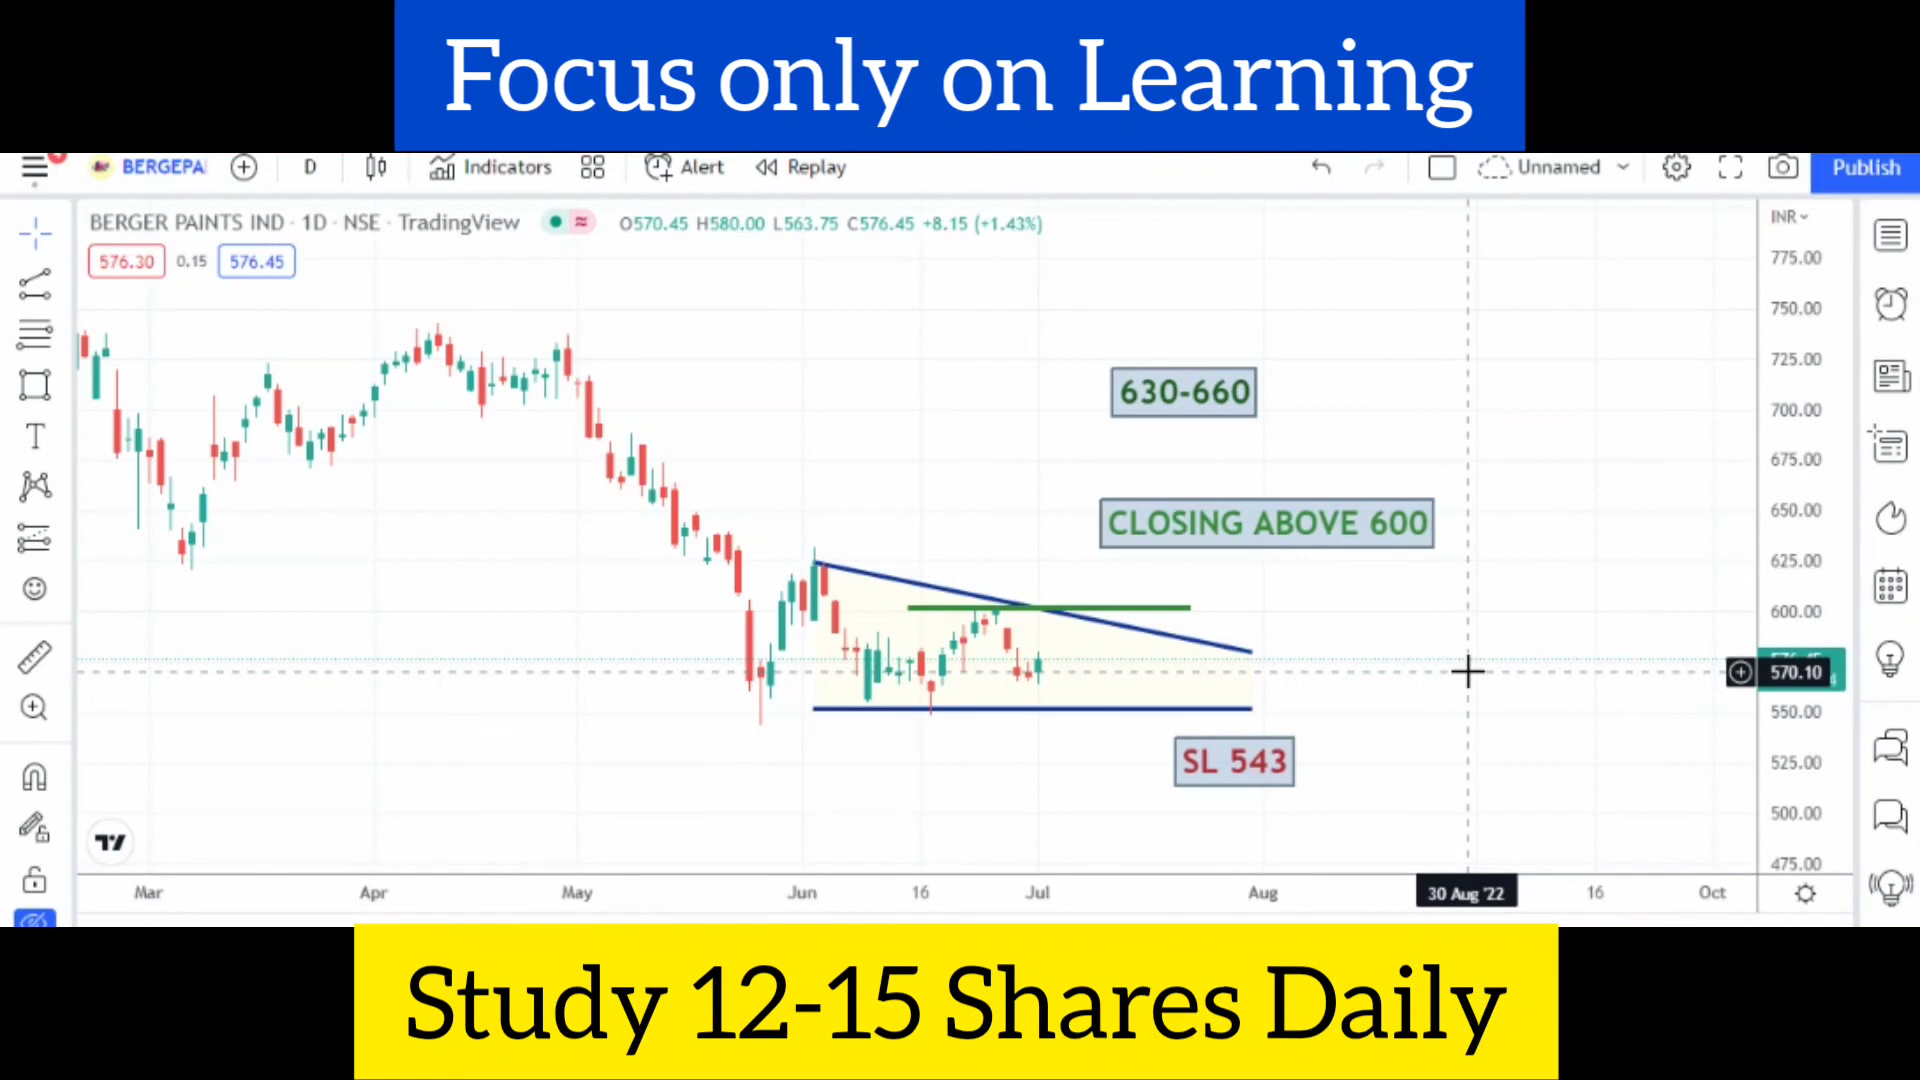 Focus only on Learning
BERGEPA
D
Indicators
Alert
Replay
Unnamed
Publish
BERGER PAINTS IND · 1D · NSE · TradingView
O570.45 H580.00 L563.75 C576.45 +8.15 (+1.43%)
INR
576.30 0.15 576.45
775.00
750.00
725.00
630-660
700.00
675.00
CLOSING ABOVE 600
650.00
625.00
600.00
570.10
550.00
SL 543
525.00
500.00
475.00
Mar Apr May Jun 16 Jul Aug 30 Aug '22 16 Oct
Study 12-15 Shares Daily